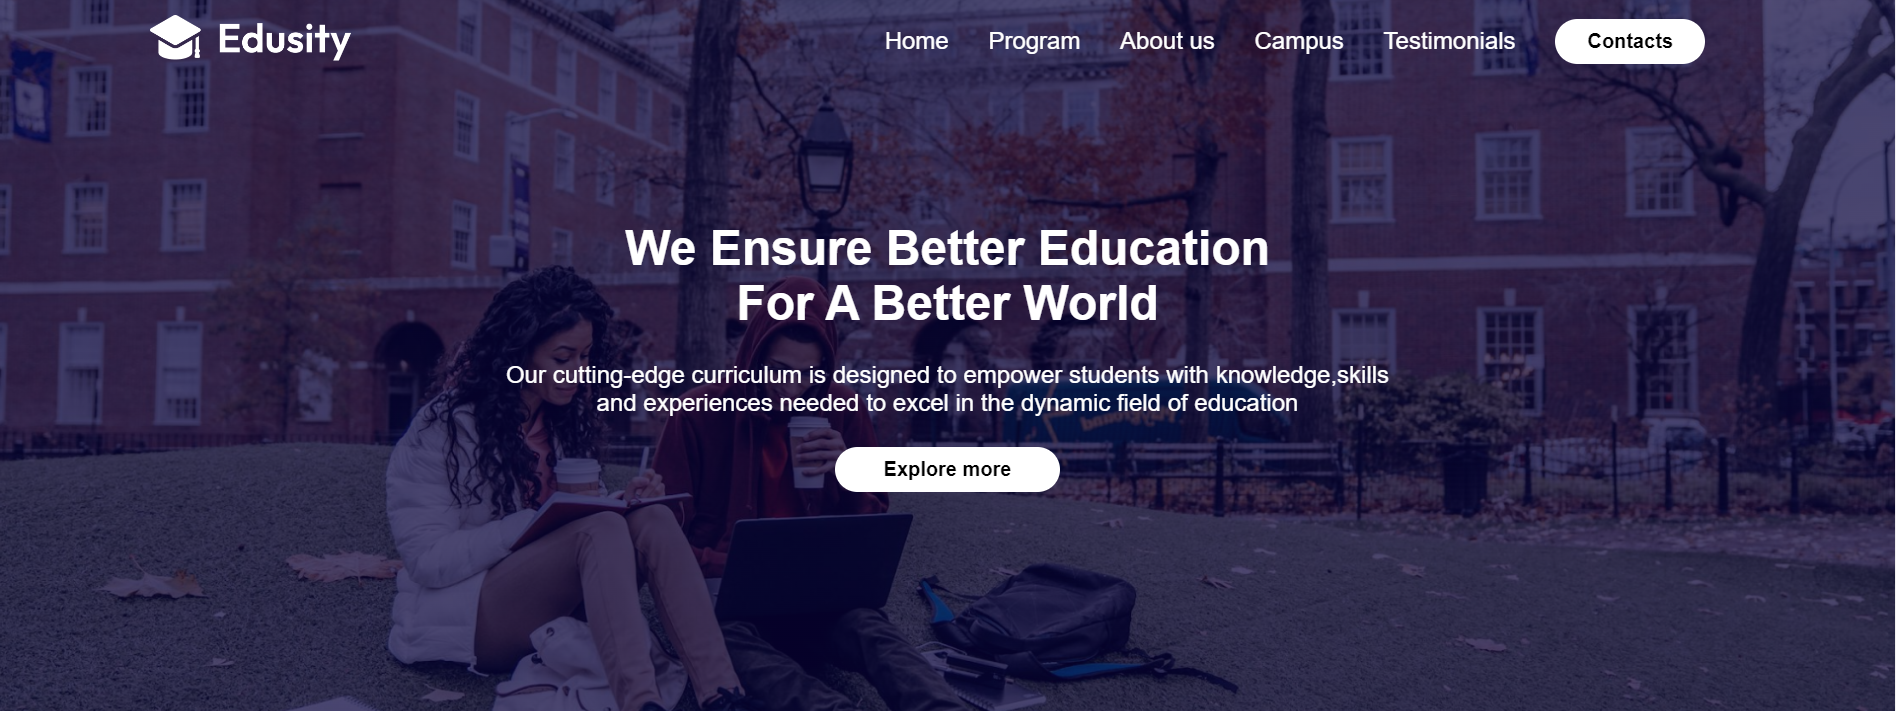 Edusity
Home Program About us Campus Testimonials Contacts
We Ensure Better Education
For A Better World
Our cutting-edge curriculum is designed to empower students with knowledge,skills
and experiences needed to excel in the dynamic field of education
Explore more